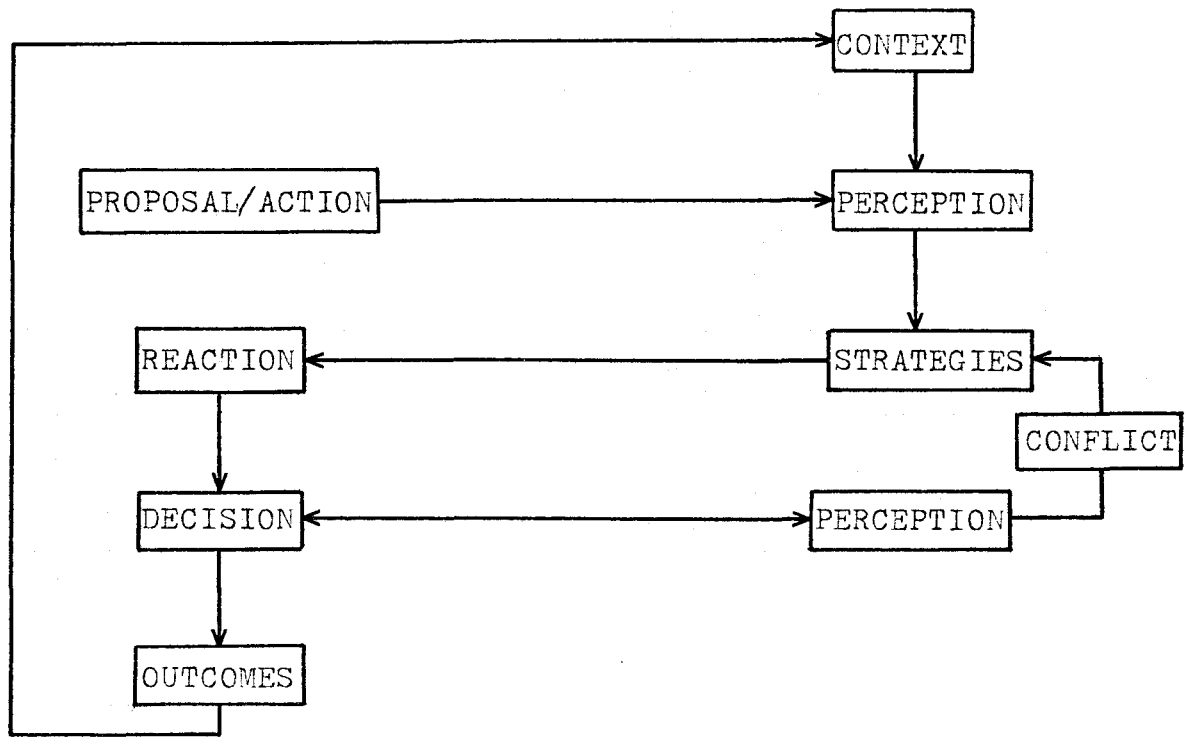 CONTEXT
PROPOSAL/ACTION
PERCEPTION
REACTION
STRATEGIES
CONFLICT
DECISION
PERCEPTION
OUTCOMES